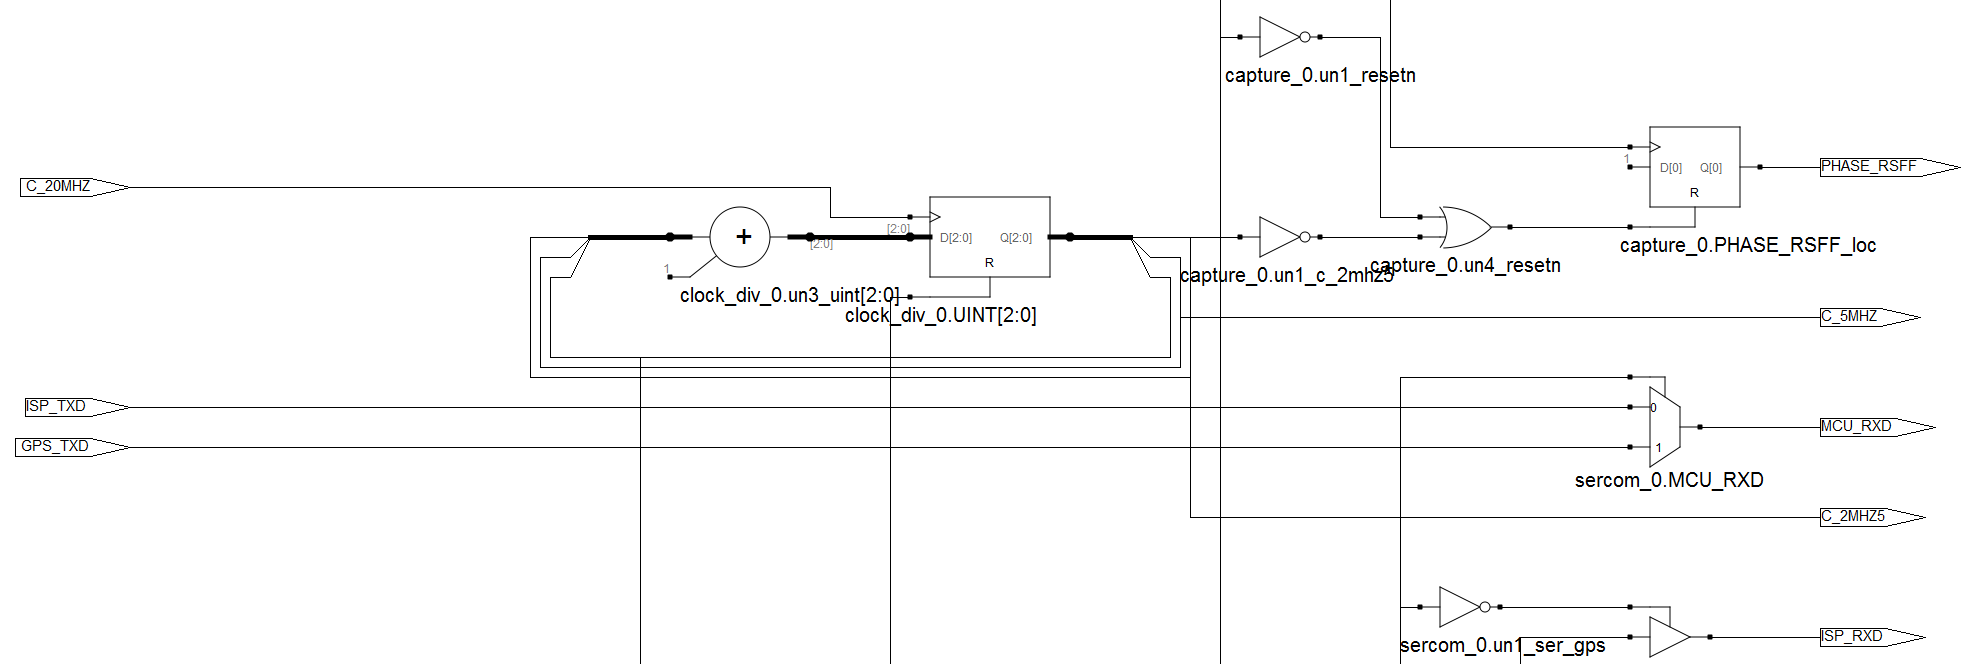 capture_0.un1_resetn
1
D[0]
Q[0]
PHASE_RSFF
R
C_20MHZ
[2:0]
+
[2:0]
D[2:0]
Q[2:0]
R
1
capture_0.PHASE_RSFF_loc
capture_0.un1_c_2mhz5
capture_0.un4_resetn
clock_div_0.un3_uint[2:0]
clock_div_0.UINT[2:0]
C_5MHZ
ISP_TXD
0
MCU_RXD
GPS_TXD
1
sercom_0.MCU_RXD
C_2MHZ5
ISP_RXD
sercom_0.un1_ser_gps